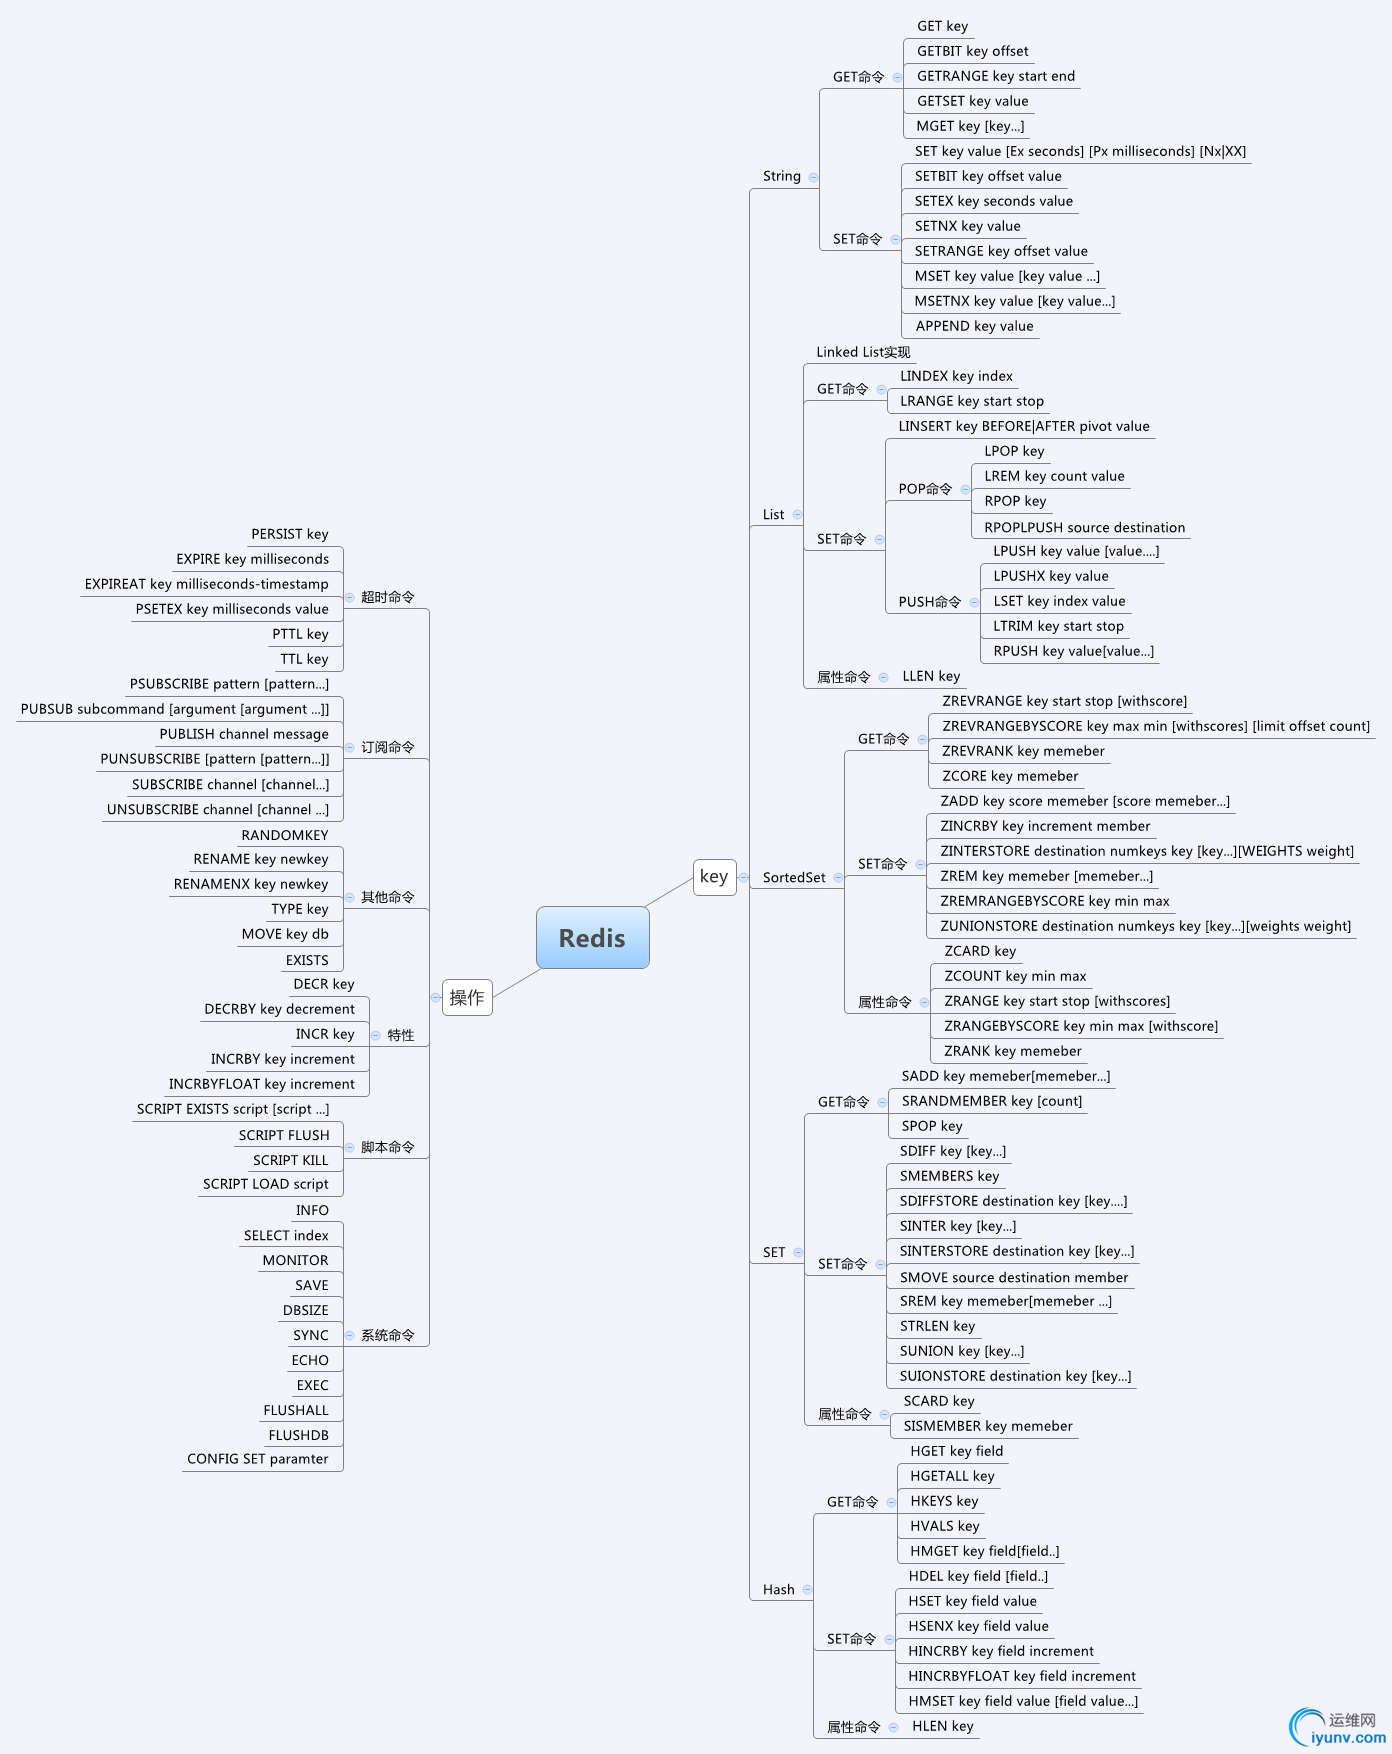 Redis
key
String
GET命令
GET key
GETBIT key offset
GETRANGE key start end
GETSET key value
MGET key [key...]
SET命令
SET key value [Ex seconds] [Px milliseconds] [Nx|XX]
SETBIT key offset value
SETEX key seconds value
SETNX key value
SETRANGE key offset value
MSET key value [key value ...]
MSETNX key value [key value...]
APPEND key value
List
Linked List实现
GET命令
LINDEX key index
LRANGE key start stop
SET命令
LINSERT key BEFORE|AFTER pivot value
POP命令
LPOP key
LREM key count value
RPOP key
RPOPLPUSH source destination
PUSH命令
LPUSH key value [value....]
LPUSHX key value
LSET key index value
LTRIM key start stop
RPUSH key value[value...]
属性命令
LLEN key
SortedSet
GET命令
ZREVRANGE key start stop [withscore]
ZREVRANGEBYSCORE key max min [withscores] [limit offset count]
ZREVRANK key memeber
ZCORE key memeber
SET命令
ZADD key score memeber [score memeber...]
ZINCRBY key increment member
ZINTERSTORE destination numkeys key [key...][WEIGHTS weight]
ZREM key memeber [memeber...]
ZREMRANGEBYSCORE key min max
ZUNIONSTORE destination numkeys key [key...][weights weight]
属性命令
ZCARD key
ZCOUNT key min max
ZRANGE key start stop [withscores]
ZRANGEBYSCORE key min max [withscore]
ZRANK key memeber
SET
GET命令
SADD key memeber[memeber...]
SRANDMEMBER key [count]
SPOP key
SET命令
SDIFF key [key...]
SMEMBERS key
SDIFFSTORE destination key [key....]
SINTER key [key...]
SINTERSTORE destination key [key...]
SMOVE source destination member
SREM key memeber[memeber ...]
STRLEN key
SUNION key [key...]
SUIONSTORE destination key [key...]
属性命令
SCARD key
SISMEMBER key memeber
Hash
GET命令
HGET key field
HGETALL key
HKEYS key
HVALS key
HMGET key field[field..]
SET命令
HDEL key field [field..]
HSET key field value
HSENX key field value
HINCRBY key field increment
HINCRBYFLOAT key field increment
HMSET key field value [field value...]
属性命令
HLEN key
操作
超时命令
PERSIST key
EXPIRE key milliseconds
EXPIREAT key milliseconds-timestamp
PSETEX key milliseconds value
PTTL key
TTL key
订阅命令
PSUBSCRIBE pattern [pattern...]
PUBSUB subcommand [argument [argument ...]]
PUBLISH channel message
PUNSUBSCRIBE [pattern [pattern...]]
SUBSCRIBE channel [channel...]
UNSUBSCRIBE channel [channel ...]
其他命令
RANDOMKEY
RENAME key newkey
RENAMENX key newkey
TYPE key
MOVE key db
EXISTS
特性
DECR key
DECRBY key decrement
INCR key
INCRBY key increment
INCRBYFLOAT key increment
脚本命令
SCRIPT EXISTS script [script ...]
SCRIPT FLUSH
SCRIPT KILL
SCRIPT LOAD script
系统命令
INFO
SELECT index
MONITOR
SAVE
DBSIZE
SYNC
ECHO
EXEC
FLUSHALL
FLUSHDB
CONFIG SET paramter
运维网
iyunv.com